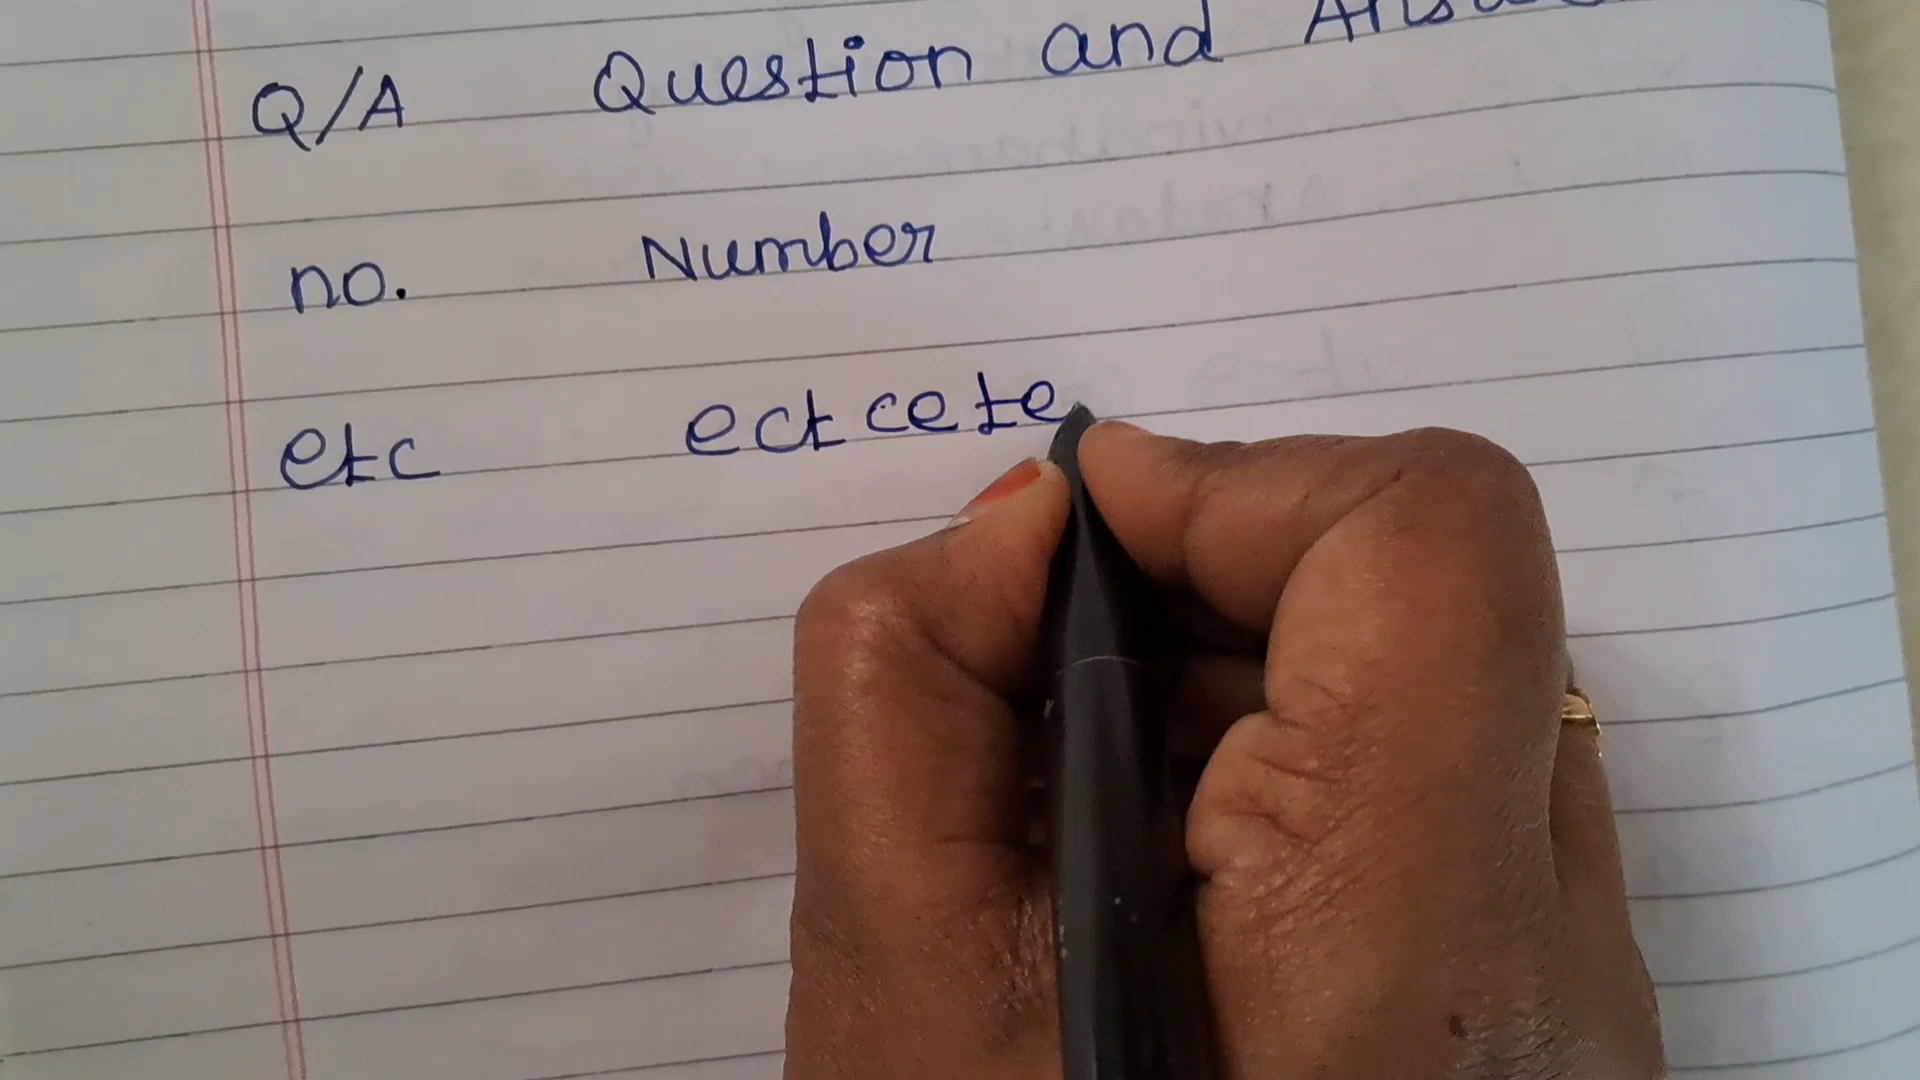 Q/A Question and
no. Number
etc ectcete